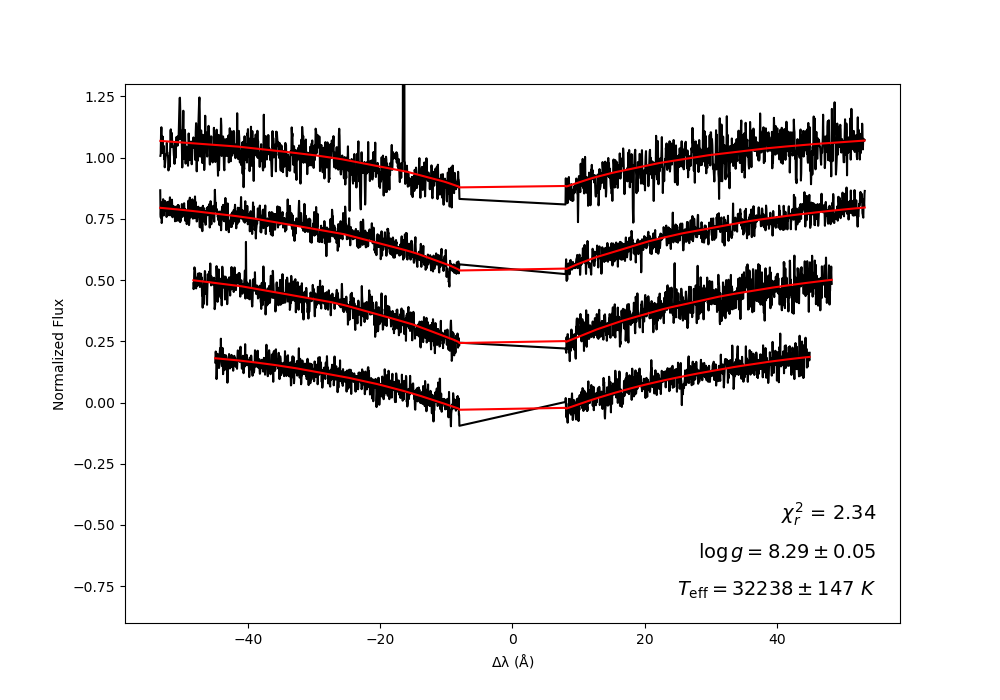 1.25
1.00
0.75
0.50
0.25
0.00
−0.25
−0.50
−0.75
Normalized Flux
χ²ᵣ = 2.34
log g = 8.29 ± 0.05
T_eff = 32238 ± 147 K
−40 −20 0 20 40
Δλ (Å)